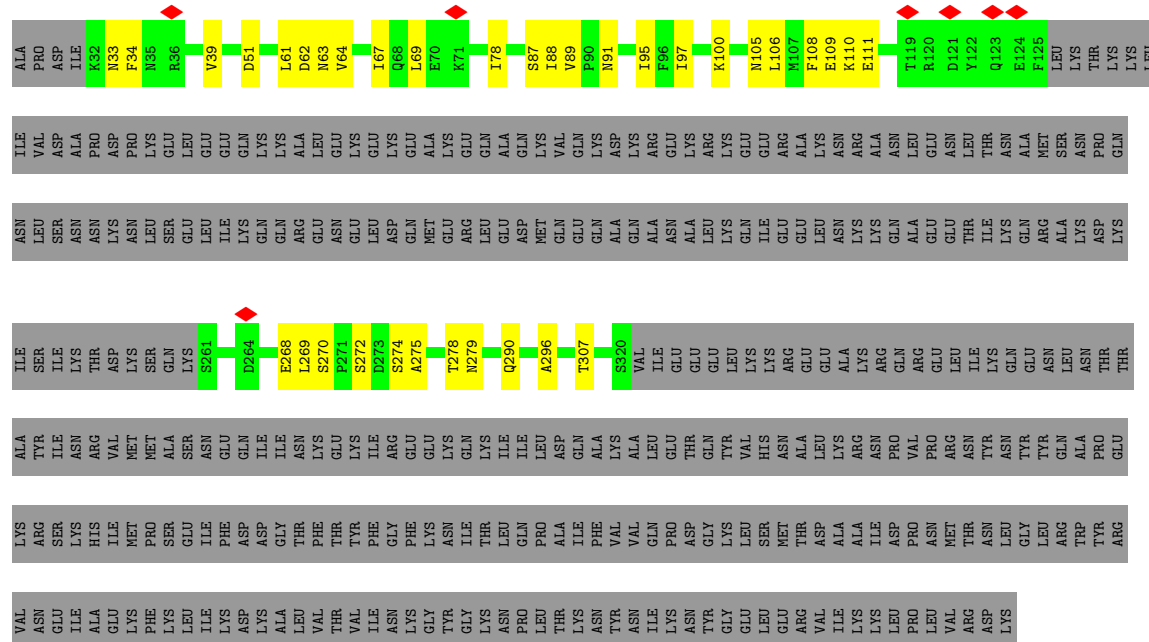 ALA PRO ASP ILE K32 N33 F34 N35 R36 V39 D51 L61 D62 N63 V64 I67 Q68 L69 E70 K71 I78 S87 I88 V89 P90 N91 I95 F96 I97 K100 N105 L106 M107 F108 E109 K110 E111 T119 R120 D121 Y122 Q123 E124 F125 LEU LYS THR LYS LYS LEU
ILE VAL ASP ALA PRO ASP PRO LYS GLU LEU GLU GLU GLN LYS LYS ALA LEU GLU LYS GLU LYS GLU ALA LYS GLU GLN ALA GLN LYS VAL GLN LYS ASP LYS ARG GLU LYS ARG LYS GLU GLU ARG ALA LYS ASN ARG ALA ASN LEU GLU ASN LEU THR ASN ALA MET SER ASN PRO GLN
ASN LEU SER ASN ASN LYS ASN LEU SER GLU LEU ILE LYS GLN GLN ARG GLU ASN GLU LEU ASP GLN MET GLU ARG LEU GLU ASP MET GLN GLU GLN ALA GLN ALA ASN ALA LEU LYS GLN ILE GLU GLU LEU ASN LYS LYS GLN ALA GLU GLU THR ILE LYS GLN ARG ALA LYS ASP LYS
ILE SER ILE LYS THR ASP LYS SER GLN LYS S261 D264 E268 L269 S270 P271 S272 D273 S274 A275 T278 N279 Q290 A296 T307 S320 VAL ILE GLU GLU GLU LEU LYS LYS ARG GLU GLU ALA LYS ARG GLN ARG GLU LEU ILE LYS GLN GLU ASN LEU ASN THR THR
ALA TYR ILE ASN ARG VAL MET MET ALA SER ASN GLU GLN ILE ILE ASN LYS GLU LYS ILE ARG GLU GLU LYS GLN LYS ILE ILE LEU ASP GLN ALA LYS ALA LEU GLU THR GLN TYR VAL HIS ASN ALA LEU LYS ARG ASN PRO VAL PRO ARG ASN TYR ASN TYR TYR GLN ALA PRO GLU
LYS ARG SER LYS HIS ILE MET PRO SER GLU ILE PHE ASP ASP GLY THR PHE THR TYR PHE GLY PHE LYS ASN ILE THR LEU GLN PRO ALA ILE PHE VAL VAL GLN PRO ASP GLY LYS LEU SER MET THR ASP ALA ALA ILE ASP PRO ASN MET THR ASN LEU GLY LEU ARG TRP TYR ARG
VAL ASN GLU ILE ALA GLU LYS PHE LYS LEU ILE LYS ASP LYS ALA LEU VAL THR VAL ILE ASN LYS GLY TYR GLY LYS ASN PRO LEU THR LYS ASN TYR ASN ILE LYS ASN TYR GLY GLU LEU GLU ARG VAL ILE LYS LYS LEU PRO LEU VAL ARG ASP LYS